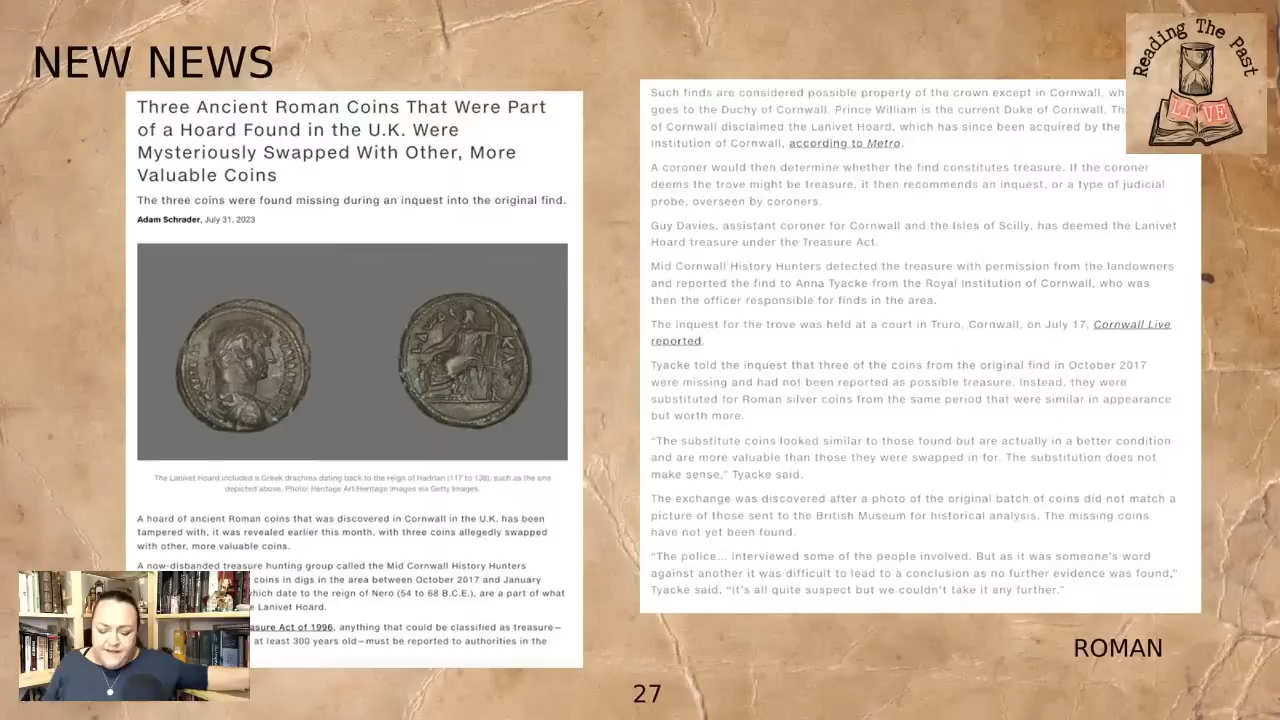 NEW NEWS
Three Ancient Roman Coins That Were Part
of a Hoard Found in the U.K. Were
Mysteriously Swapped With Other, More
Valuable Coins
The three coins were found missing during an inquest into the original find.
Adam Schrader, July 31, 2023
The Lanivet Hoard included a Greek drachma dating back to the reign of Hadrian (117 to 138), such as the one
depicted above. Photo: Heritage Art/Heritage Images via Getty Images.
A hoard of ancient Roman coins that was discovered in Cornwall in the U.K. has been
tampered with, it was revealed earlier this month, with three coins allegedly swapped
with other, more valuable coins.
A now-disbanded treasure hunting group called the Mid Cornwall History Hunters
coins in digs in the area between October 2017 and January
hich date to the reign of Nero (54 to 68 B.C.E.), are a part of what
e Lanivet Hoard.
asure Act of 1996, anything that could be classified as treasure—
at least 300 years old—must be reported to authorities in the
Such finds are considered possible property of the crown except in Cornwall, wh
goes to the Duchy of Cornwall. Prince William is the current Duke of Cornwall. Th
of Cornwall disclaimed the Lanivet Hoard, which has since been acquired by the
Institution of Cornwall, according to Metro.
A coroner would then determine whether the find constitutes treasure. If the coroner
deems the trove might be treasure, it then recommends an inquest, or a type of judicial
probe, overseen by coroners.
Guy Davies, assistant coroner for Cornwall and the Isles of Scilly, has deemed the Lanivet
Hoard treasure under the Treasure Act.
Mid Cornwall History Hunters detected the treasure with permission from the landowners
and reported the find to Anna Tyacke from the Royal Institution of Cornwall, who was
then the officer responsible for finds in the area.
The inquest for the trove was held at a court in Truro, Cornwall, on July 17, Cornwall Live
reported.
Tyacke told the inquest that three of the coins from the original find in October 2017
were missing and had not been reported as possible treasure. Instead, they were
substituted for Roman silver coins from the same period that were similar in appearance
but worth more.
“The substitute coins looked similar to those found but are actually in a better condition
and are more valuable than those they were swapped in for. The substitution does not
make sense,” Tyacke said.
The exchange was discovered after a photo of the original batch of coins did not match a
picture of those sent to the British Museum for historical analysis. The missing coins
have not yet been found.
“The police... interviewed some of the people involved. But as it was someone’s word
against another it was difficult to lead to a conclusion as no further evidence was found,”
Tyacke said, “It’s all quite suspect but we couldn’t take it any further.”
Reading The Past
LIVE
ROMAN
27